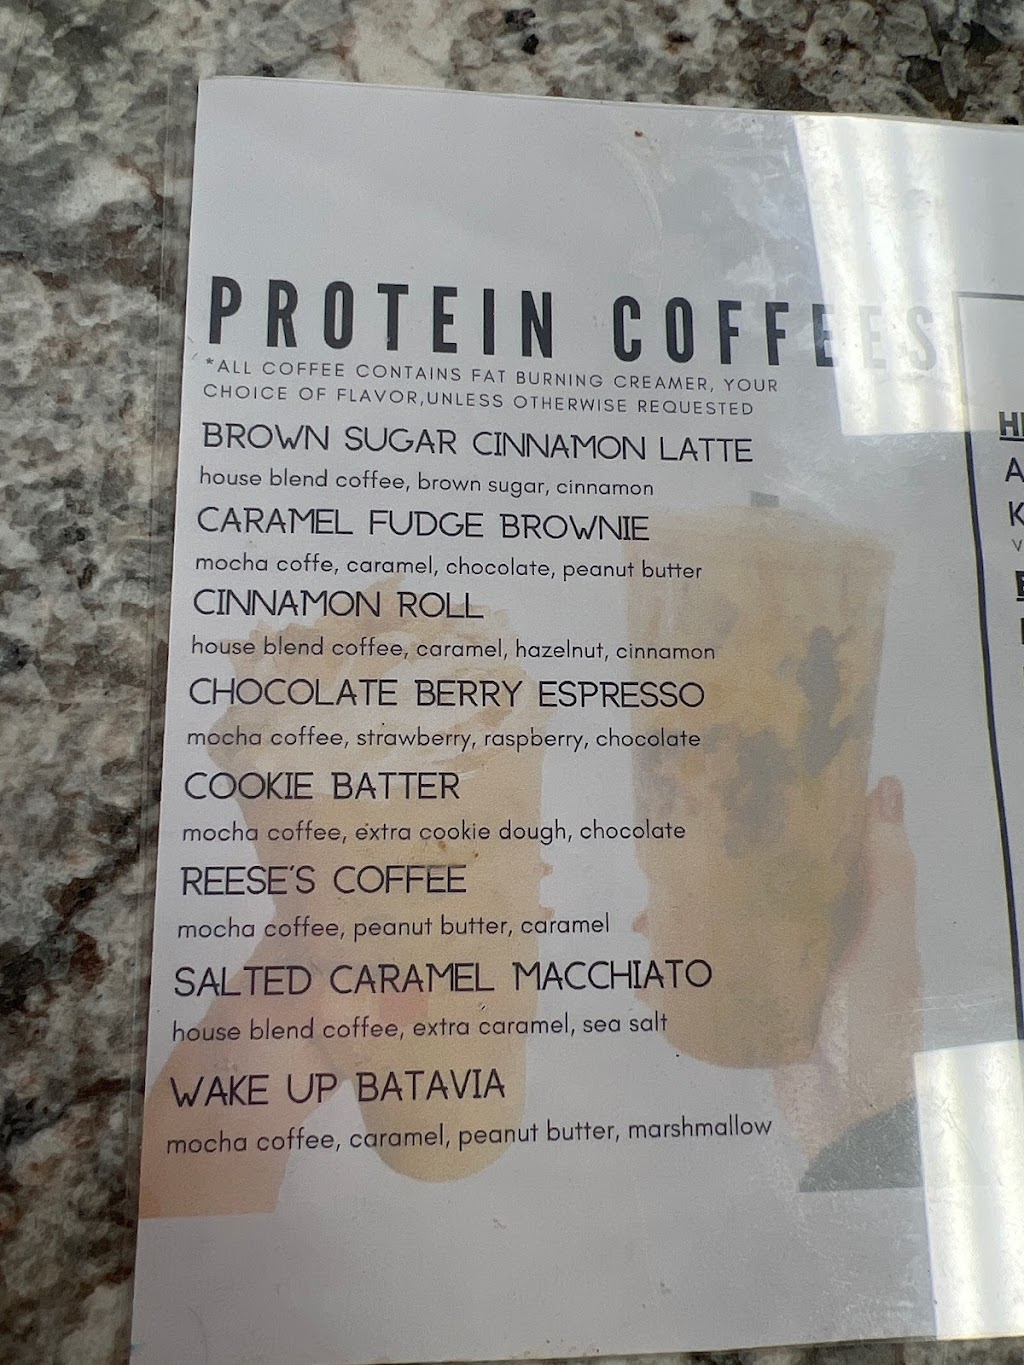 PROTEIN COFFEES
*ALL COFFEE CONTAINS FAT BURNING CREAMER, YOUR
CHOICE OF FLAVOR,UNLESS OTHERWISE REQUESTED
BROWN SUGAR CINNAMON LATTE
house blend coffee, brown sugar, cinnamon
CARAMEL FUDGE BROWNIE
mocha coffe, caramel, chocolate, peanut butter
CINNAMON ROLL
house blend coffee, caramel, hazelnut, cinnamon
CHOCOLATE BERRY ESPRESSO
mocha coffee, strawberry, raspberry, chocolate
COOKIE BATTER
mocha coffee, extra cookie dough, chocolate
REESE'S COFFEE
mocha coffee, peanut butter, caramel
SALTED CARAMEL MACCHIATO
house blend coffee, extra caramel, sea salt
WAKE UP BATAVIA
mocha coffee, caramel, peanut butter, marshmallow